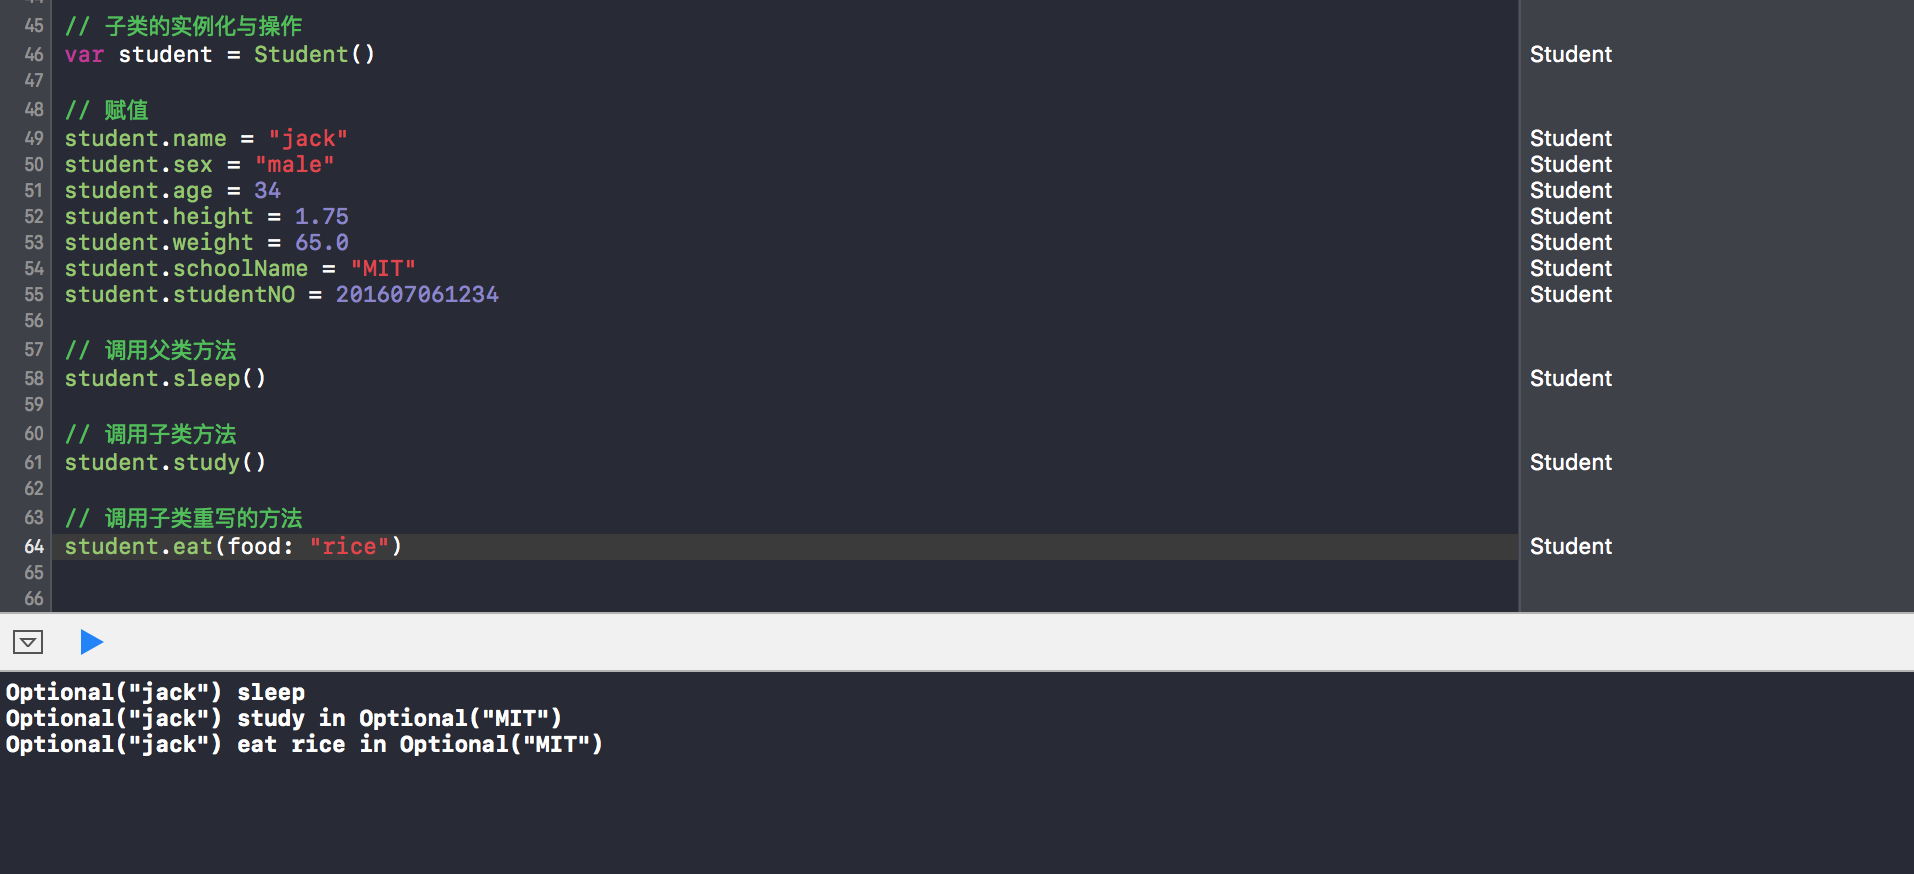 45 // 子类的实例化与操作
46 var student = Student() Student
47
48 // 赋值
49 student.name = "jack" Student
50 student.sex = "male" Student
51 student.age = 34 Student
52 student.height = 1.75 Student
53 student.weight = 65.0 Student
54 student.schoolName = "MIT" Student
55 student.studentNO = 201607061234 Student
56
57 // 调用父类方法
58 student.sleep() Student
59
60 // 调用子类方法
61 student.study() Student
62
63 // 调用子类重写的方法
64 student.eat(food: "rice") Student
65
66
Optional("jack") sleep
Optional("jack") study in Optional("MIT")
Optional("jack") eat rice in Optional("MIT")